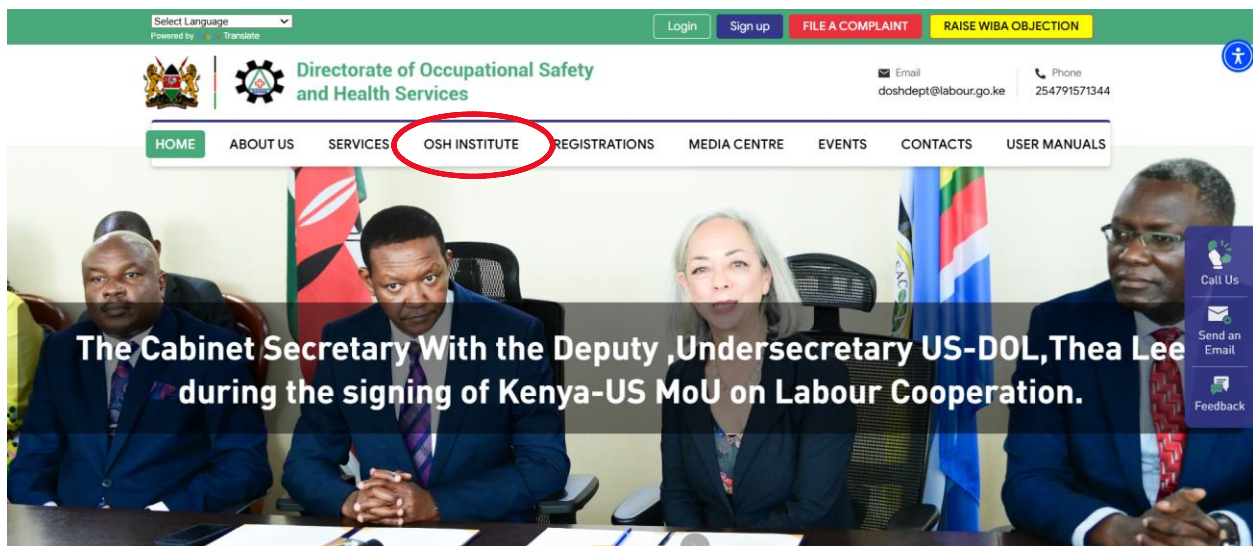 Select Language
Powered by Google Translate
Login
Sign up
FILE A COMPLAINT
RAISE WIBA OBJECTION
Directorate of Occupational Safety
and Health Services
Email
doshdept@labour.go.ke
Phone
254791571344
HOME
ABOUT US
SERVICES
OSH INSTITUTE
REGISTRATIONS
MEDIA CENTRE
EVENTS
CONTACTS
USER MANUALS
EAC
Call Us
Send an
Email
Feedback
The Cabinet Secretary With the Deputy ,Undersecretary US-DOL,Thea Lee
during the signing of Kenya-US MoU on Labour Cooperation.